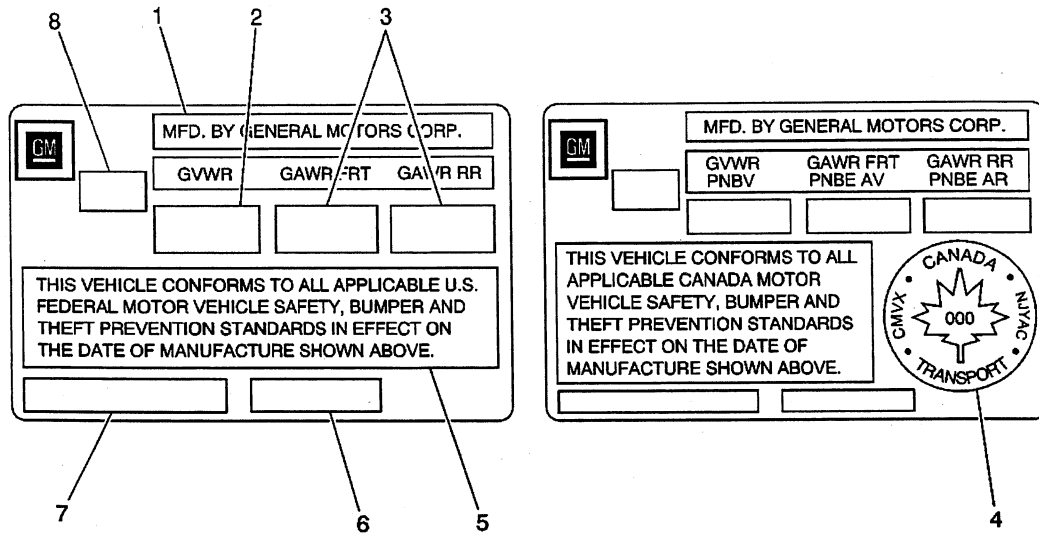 8 1 2 3
GM
MFD. BY GENERAL MOTORS CORP.
GVWR GAWR FRT GAWR RR
THIS VEHICLE CONFORMS TO ALL APPLICABLE U.S.
FEDERAL MOTOR VEHICLE SAFETY, BUMPER AND
THEFT PREVENTION STANDARDS IN EFFECT ON
THE DATE OF MANUFACTURE SHOWN ABOVE.
7 6 5
GM
MFD. BY GENERAL MOTORS CORP.
GVWR GAWR FRT GAWR RR
PNBV PNBE AV PNBE AR
THIS VEHICLE CONFORMS TO ALL
APPLICABLE CANADA MOTOR
VEHICLE SAFETY, BUMPER AND
THEFT PREVENTION STANDARDS
IN EFFECT ON THE DATE OF
MANUFACTURE SHOWN ABOVE.
CANADA
CMVX 000 NJYAC
TRANSPORT
4